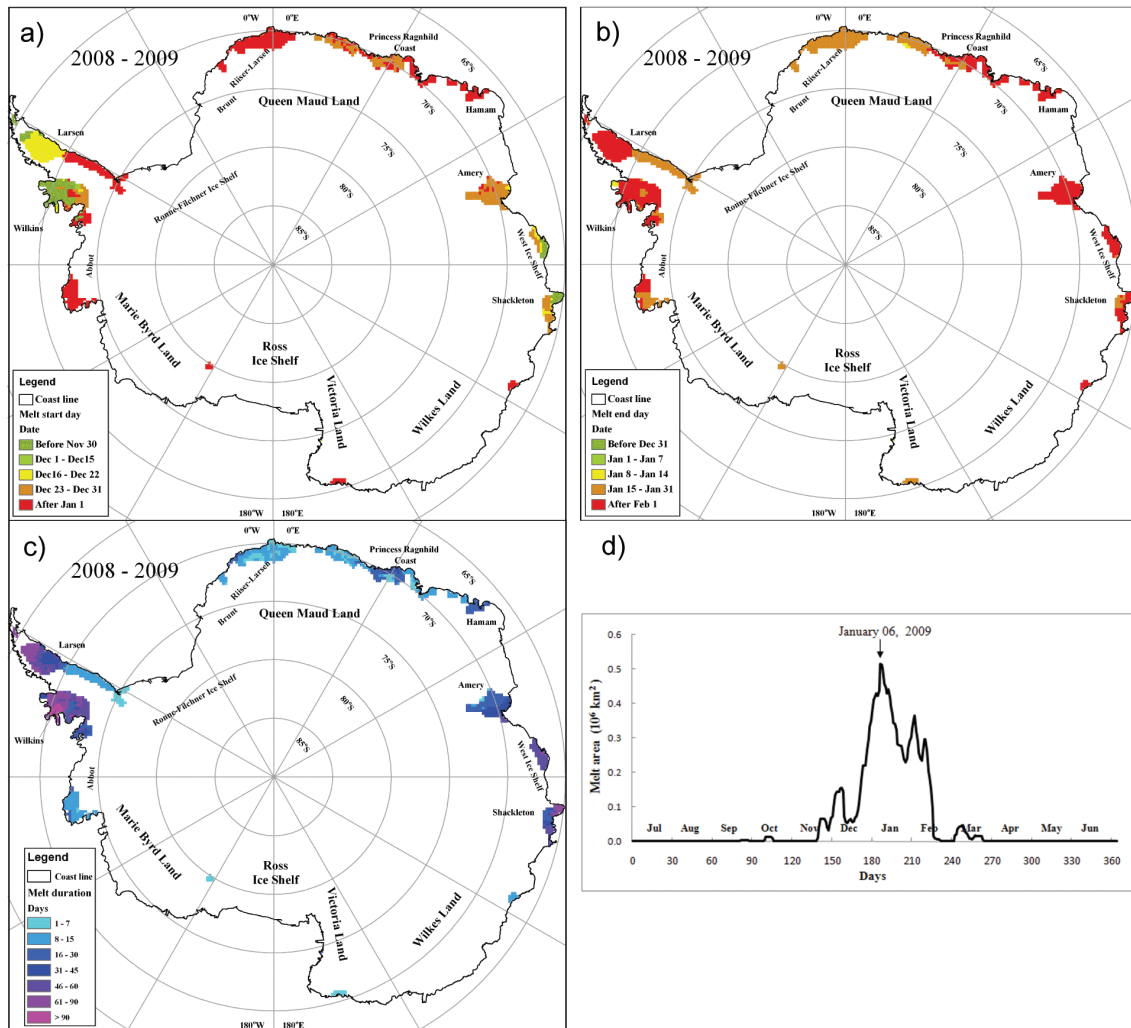 a)
2008 - 2009
0°W 0°E
Princess Ragnhild
Coast
65°S
Riiser-Larsen
Brunt
Queen Maud Land
70°S
Hamam
Larsen
75°S
Amery
80°S
Ronne-Filchner Ice Shelf
85°S
Wilkins
West Ice Shelf
Abbot
Shackleton
Marie Byrd Land
Ross
Ice Shelf
Victoria Land
Wilkes Land
180°W 180°E
Legend
Coast line
Melt start day
Date
Before Nov 30
Dec 1 - Dec15
Dec16 - Dec 22
Dec 23 - Dec 31
After Jan 1
b)
2008 - 2009
0°W 0°E
Princess Ragnhild
Coast
65°S
Riiser-Larsen
Brunt
Queen Maud Land
70°S
Hamam
Larsen
75°S
Amery
80°S
Ronne-Filchner Ice Shelf
85°S
Wilkins
West Ice Shelf
Abbot
Shackleton
Marie Byrd Land
Ross
Ice Shelf
Victoria Land
Wilkes Land
180°W 180°E
Legend
Coast line
Melt end day
Date
Before Dec 31
Jan 1 - Jan 7
Jan 8 - Jan 14
Jan 15 - Jan 31
After Feb 1
c)
2008 - 2009
0°W 0°E
Princess Ragnhild
Coast
65°S
Riiser-Larsen
Brunt
Queen Maud Land
70°S
Hamam
Larsen
75°S
Amery
80°S
Ronne-Filchner Ice Shelf
85°S
Wilkins
West Ice Shelf
Abbot
Shackleton
Marie Byrd Land
Ross
Ice Shelf
Victoria Land
Wilkes Land
180°W 180°E
Legend
Coast line
Melt duration
Days
1 - 7
8 - 15
16 - 30
31 - 45
46 - 60
61 - 90
> 90
d)
January 06, 2009
Melt area (10⁶ km²)
0.6
0.5
0.4
0.3
0.2
0.1
0.0
Jul Aug Sep Oct Nov Dec Jan Feb Mar Apr May Jun
0 30 60 90 120 150 180 210 240 270 300 330 360
Days